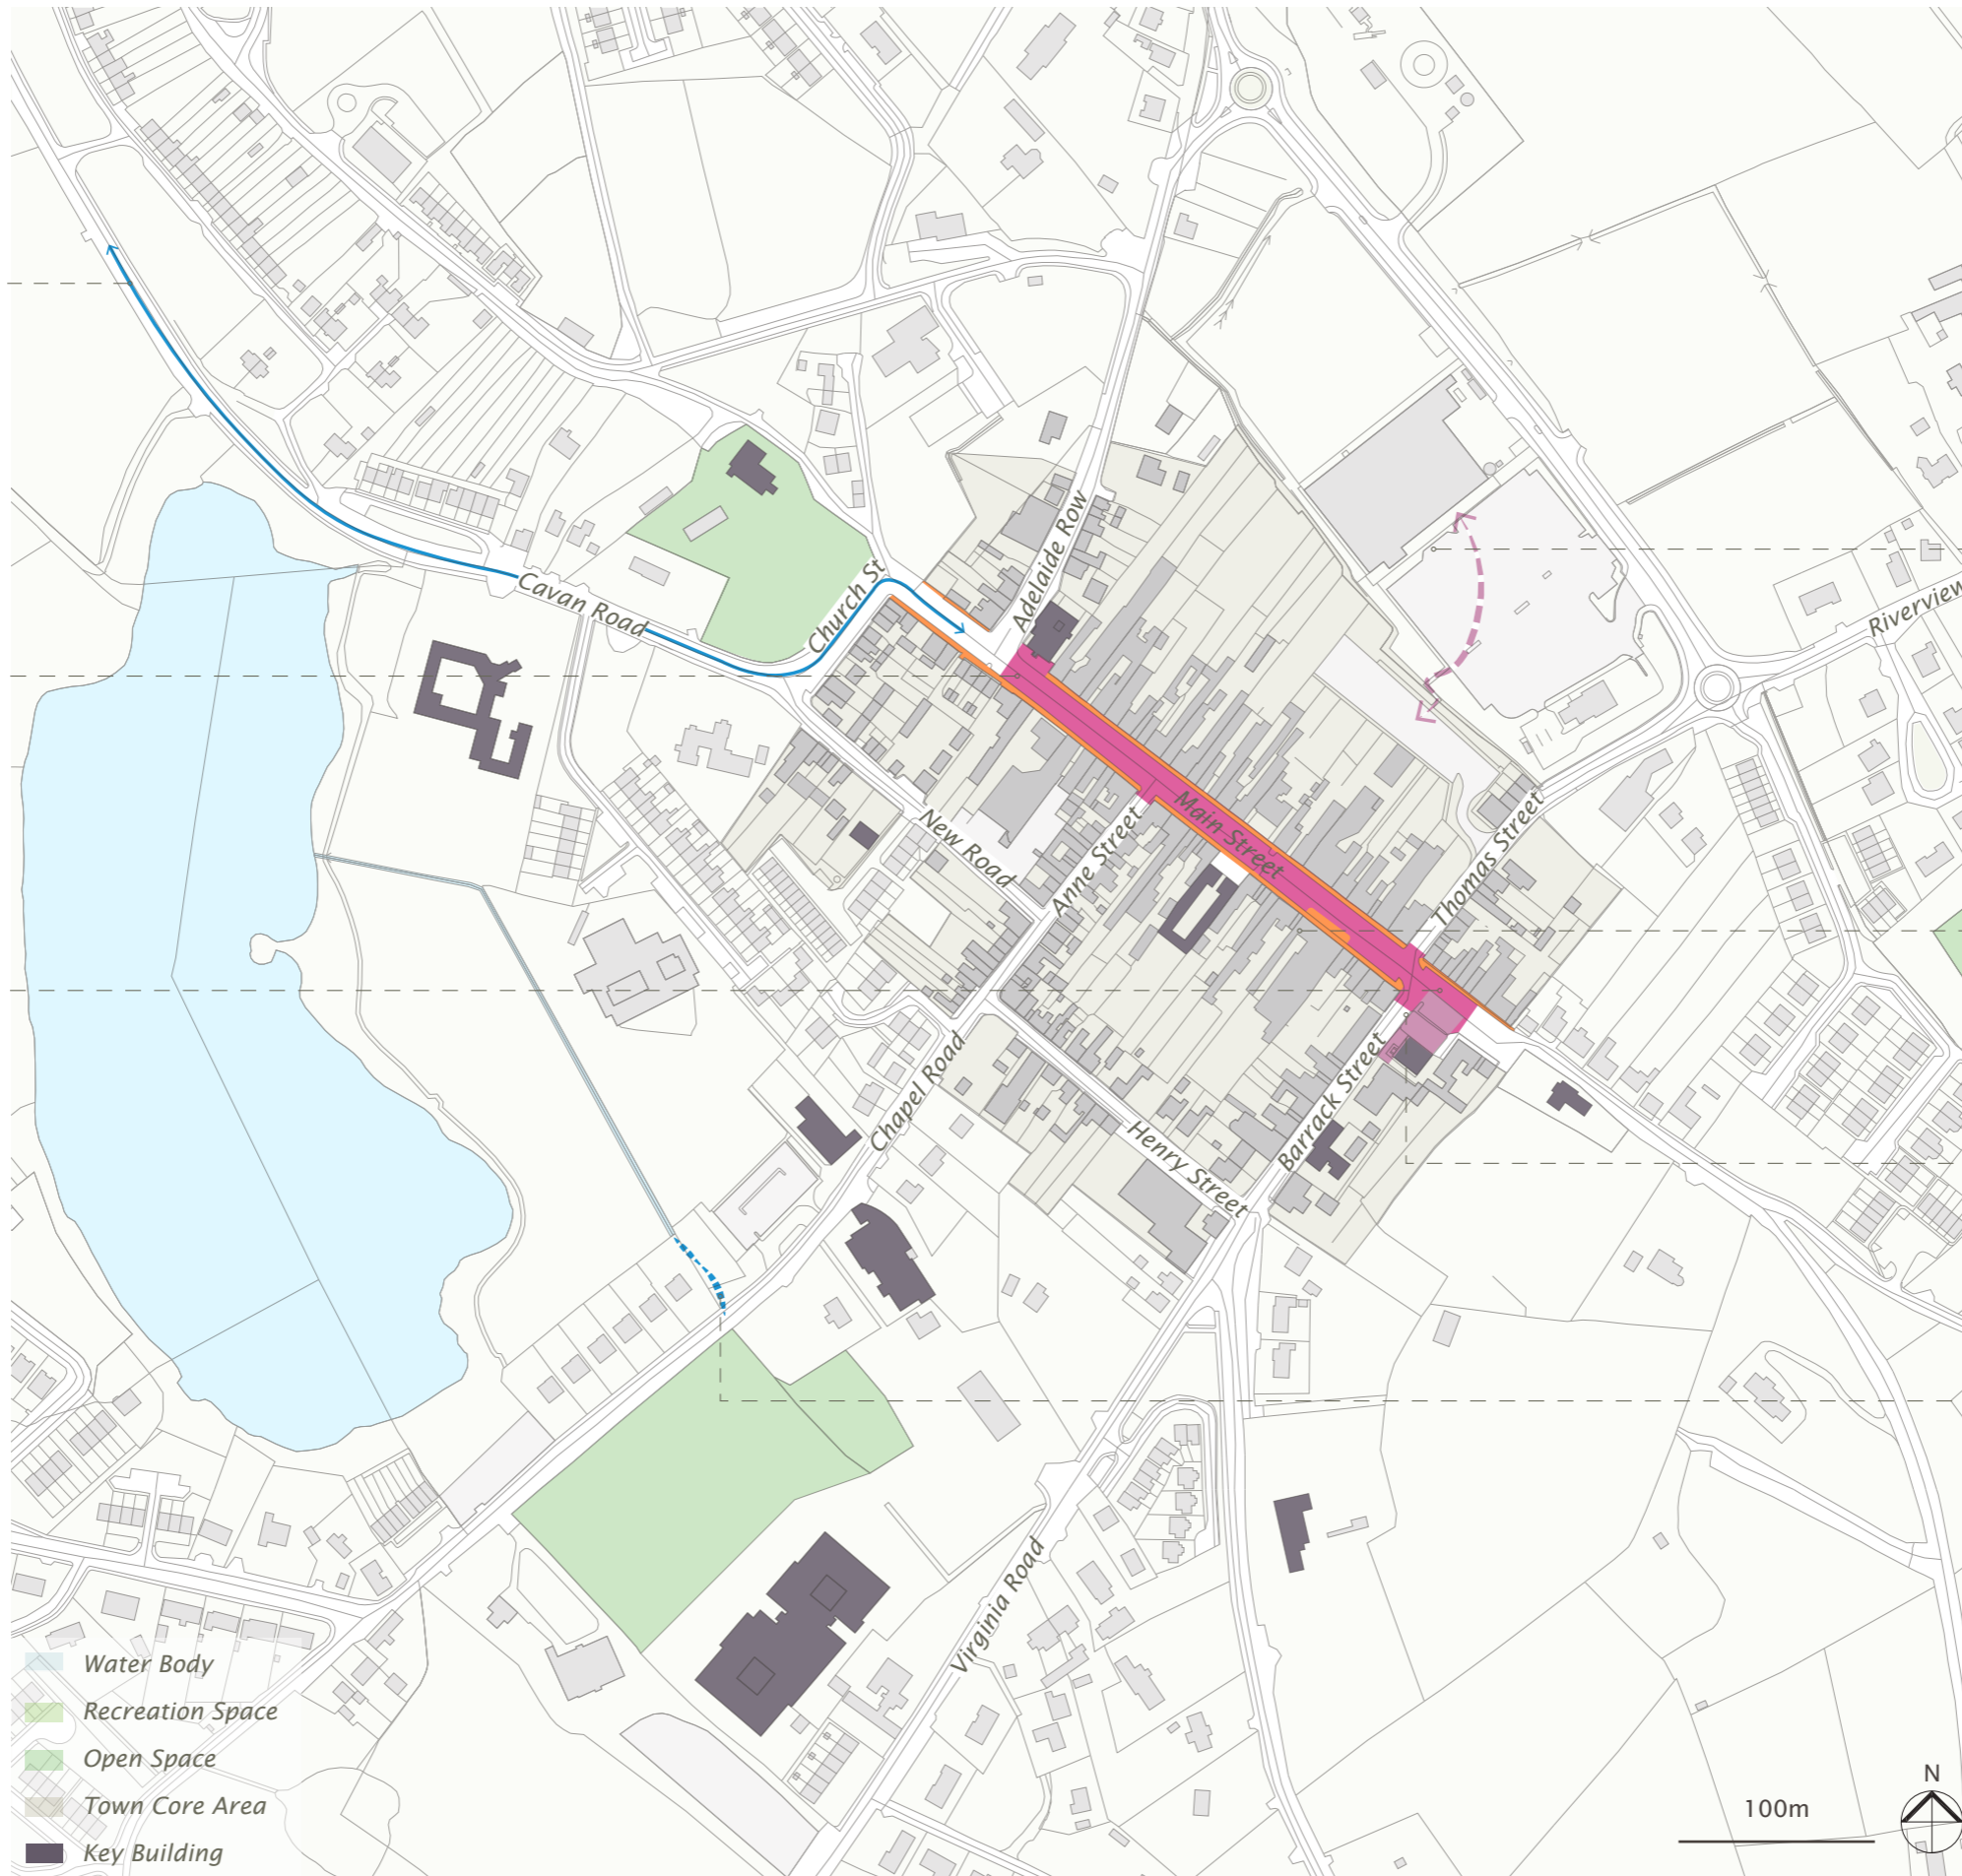 Cavan Road
Church St
Adelaide Row
Riverview
Main Street
New Road
Anne Street
Thomas Street
Chapel Road
Henry Street
Barrack Street
Virginia Road
Water Body
Recreation Space
Open Space
Town Core Area
Key Building
100m
N